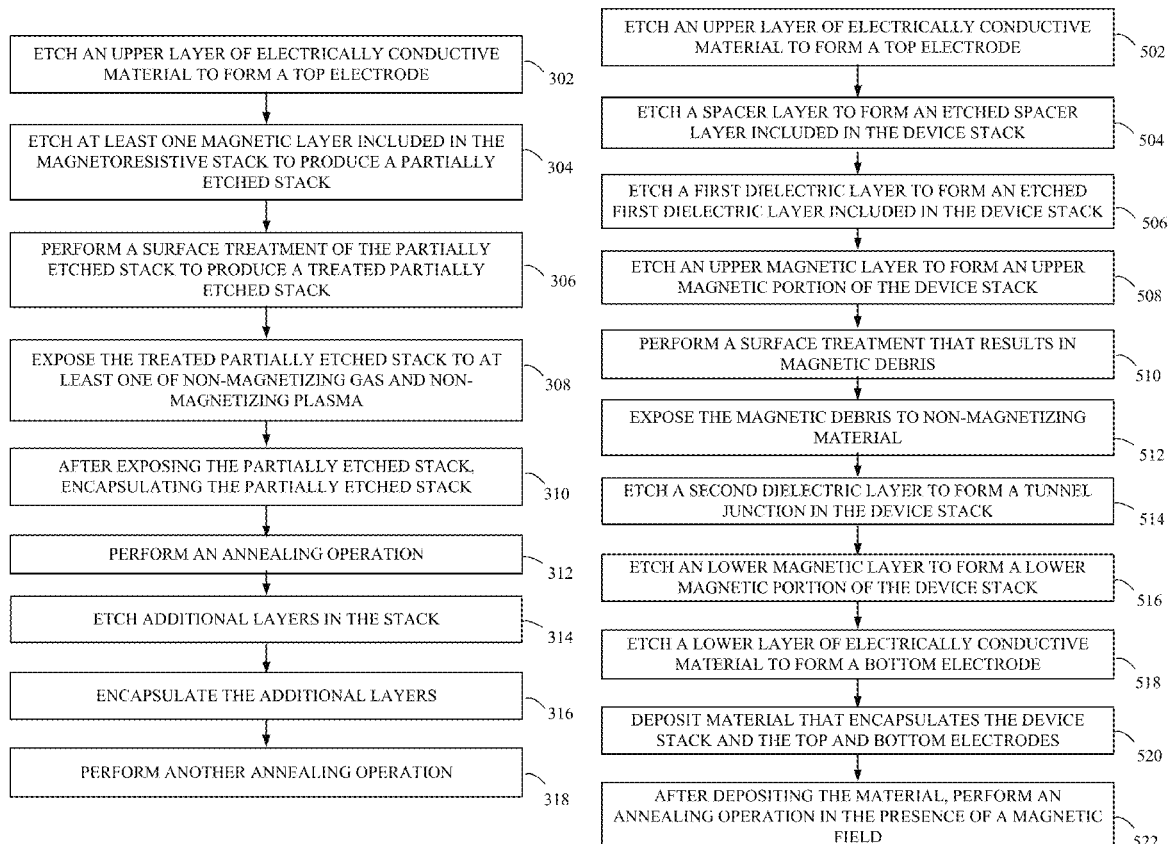 ETCH AN UPPER LAYER OF ELECTRICALLY CONDUCTIVE
MATERIAL TO FORM A TOP ELECTRODE
302
ETCH AT LEAST ONE MAGNETIC LAYER INCLUDED IN THE
MAGNETORESISTIVE STACK TO PRODUCE A PARTIALLY
ETCHED STACK
304
PERFORM A SURFACE TREATMENT OF THE PARTIALLY
ETCHED STACK TO PRODUCE A TREATED PARTIALLY
ETCHED STACK
306
EXPOSE THE TREATED PARTIALLY ETCHED STACK TO AT
LEAST ONE OF NON-MAGNETIZING GAS AND NON-
MAGNETIZING PLASMA
308
AFTER EXPOSING THE PARTIALLY ETCHED STACK,
ENCAPSULATING THE PARTIALLY ETCHED STACK
310
PERFORM AN ANNEALING OPERATION
312
ETCH ADDITIONAL LAYERS IN THE STACK
314
ENCAPSULATE THE ADDITIONAL LAYERS
316
PERFORM ANOTHER ANNEALING OPERATION
318
ETCH AN UPPER LAYER OF ELECTRICALLY CONDUCTIVE
MATERIAL TO FORM A TOP ELECTRODE
502
ETCH A SPACER LAYER TO FORM AN ETCHED SPACER
LAYER INCLUDED IN THE DEVICE STACK
504
ETCH A FIRST DIELECTRIC LAYER TO FORM AN ETCHED
FIRST DIELECTRIC LAYER INCLUDED IN THE DEVICE STACK
506
ETCH AN UPPER MAGNETIC LAYER TO FORM AN UPPER
MAGNETIC PORTION OF THE DEVICE STACK
508
PERFORM A SURFACE TREATMENT THAT RESULTS IN
MAGNETIC DEBRIS
510
EXPOSE THE MAGNETIC DEBRIS TO NON-MAGNETIZING
MATERIAL
512
ETCH A SECOND DIELECTRIC LAYER TO FORM A TUNNEL
JUNCTION IN THE DEVICE STACK
514
ETCH AN LOWER MAGNETIC LAYER TO FORM A LOWER
MAGNETIC PORTION OF THE DEVICE STACK
516
ETCH A LOWER LAYER OF ELECTRICALLY CONDUCTIVE
MATERIAL TO FORM A BOTTOM ELECTRODE
518
DEPOSIT MATERIAL THAT ENCAPSULATES THE DEVICE
STACK AND THE TOP AND BOTTOM ELECTRODES
520
AFTER DEPOSITING THE MATERIAL, PERFORM AN
ANNEALING OPERATION IN THE PRESENCE OF A MAGNETIC
FIELD
522